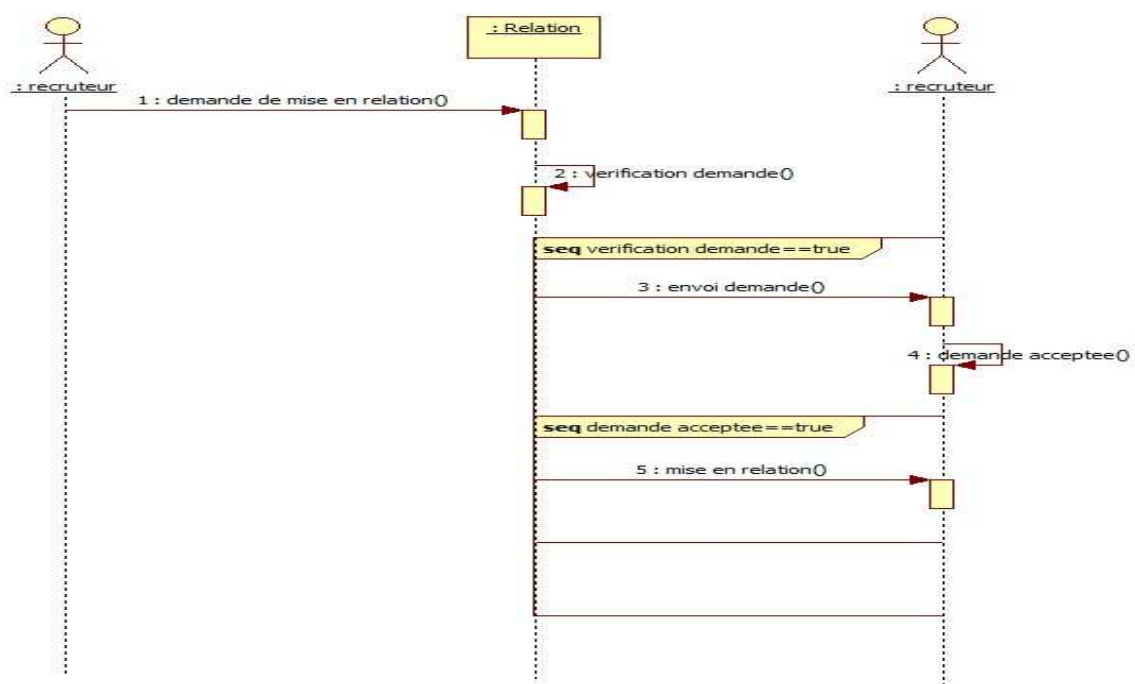 : Relation
: recruteur
: recruteur
1 : demande de mise en relation()
2 : verification demande()
seq verification demande==true
3 : envoi demande()
4 : demande acceptee()
seq demande acceptee==true
5 : mise en relation()